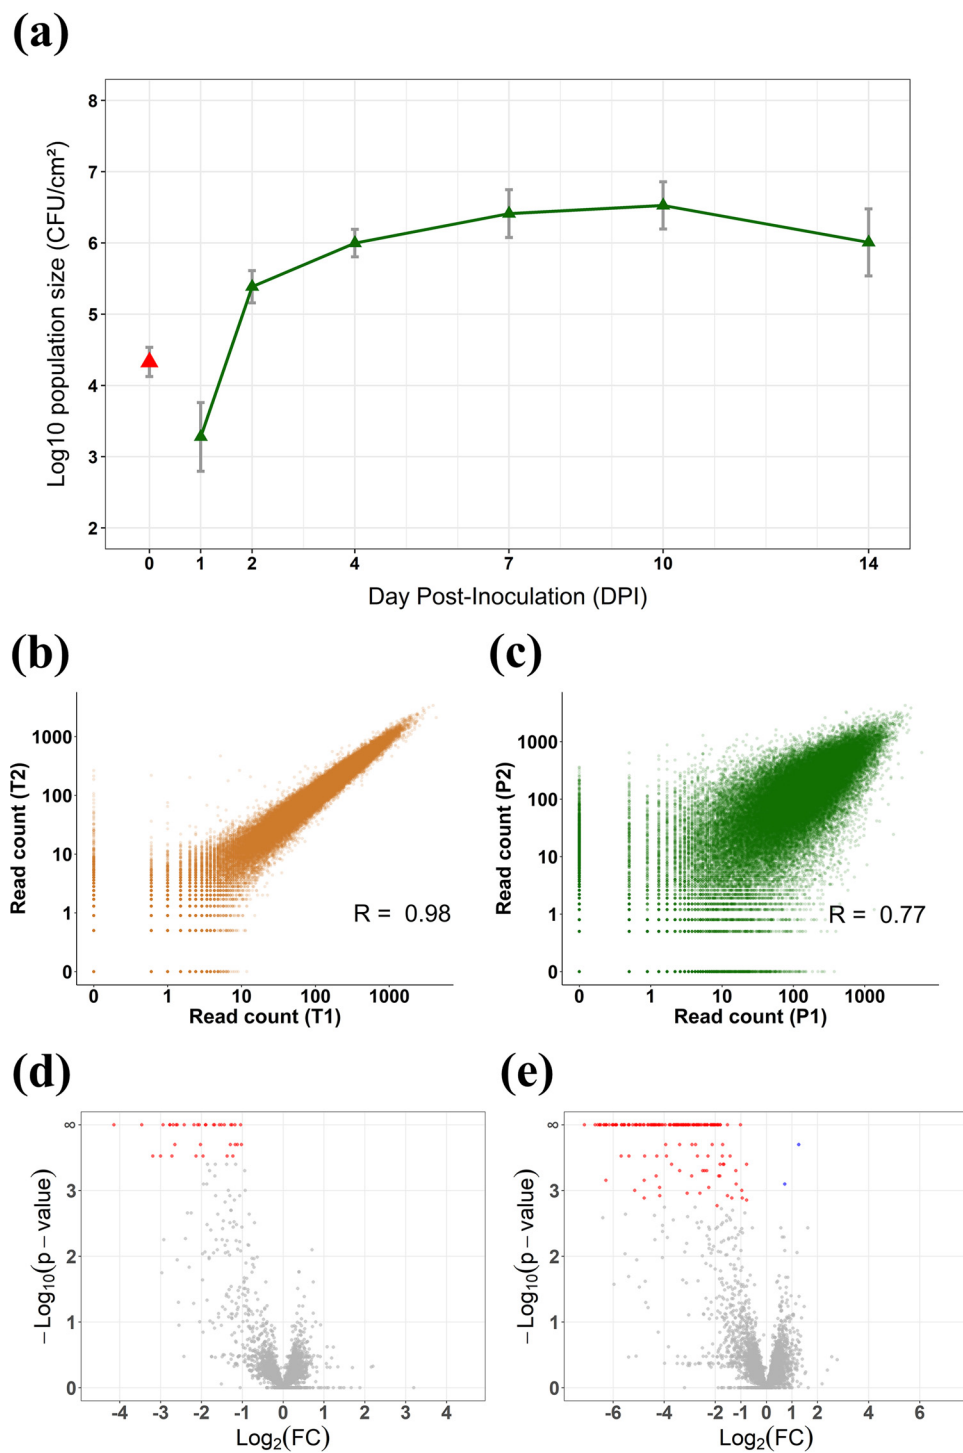 (a)
Log10 population size (CFU/cm²)
8
7
6
5
4
3
2
0 1 2 4 7 10 14
Day Post-Inoculation (DPI)
(b)
Read count (T2)
1000
100
10
1
0
R = 0.98
0 1 10 100 1000
Read count (T1)
(c)
Read count (P2)
1000
100
10
1
0
R = 0.77
0 1 10 100 1000
Read count (P1)
(d)
−Log10(p − value)
∞
3
2
1
0
-4 -2 -1 0 1 2 3 4
Log2(FC)
(e)
−Log10(p − value)
∞
3
2
1
0
-6 -4 -2 -1 0 1 2 4 6
Log2(FC)